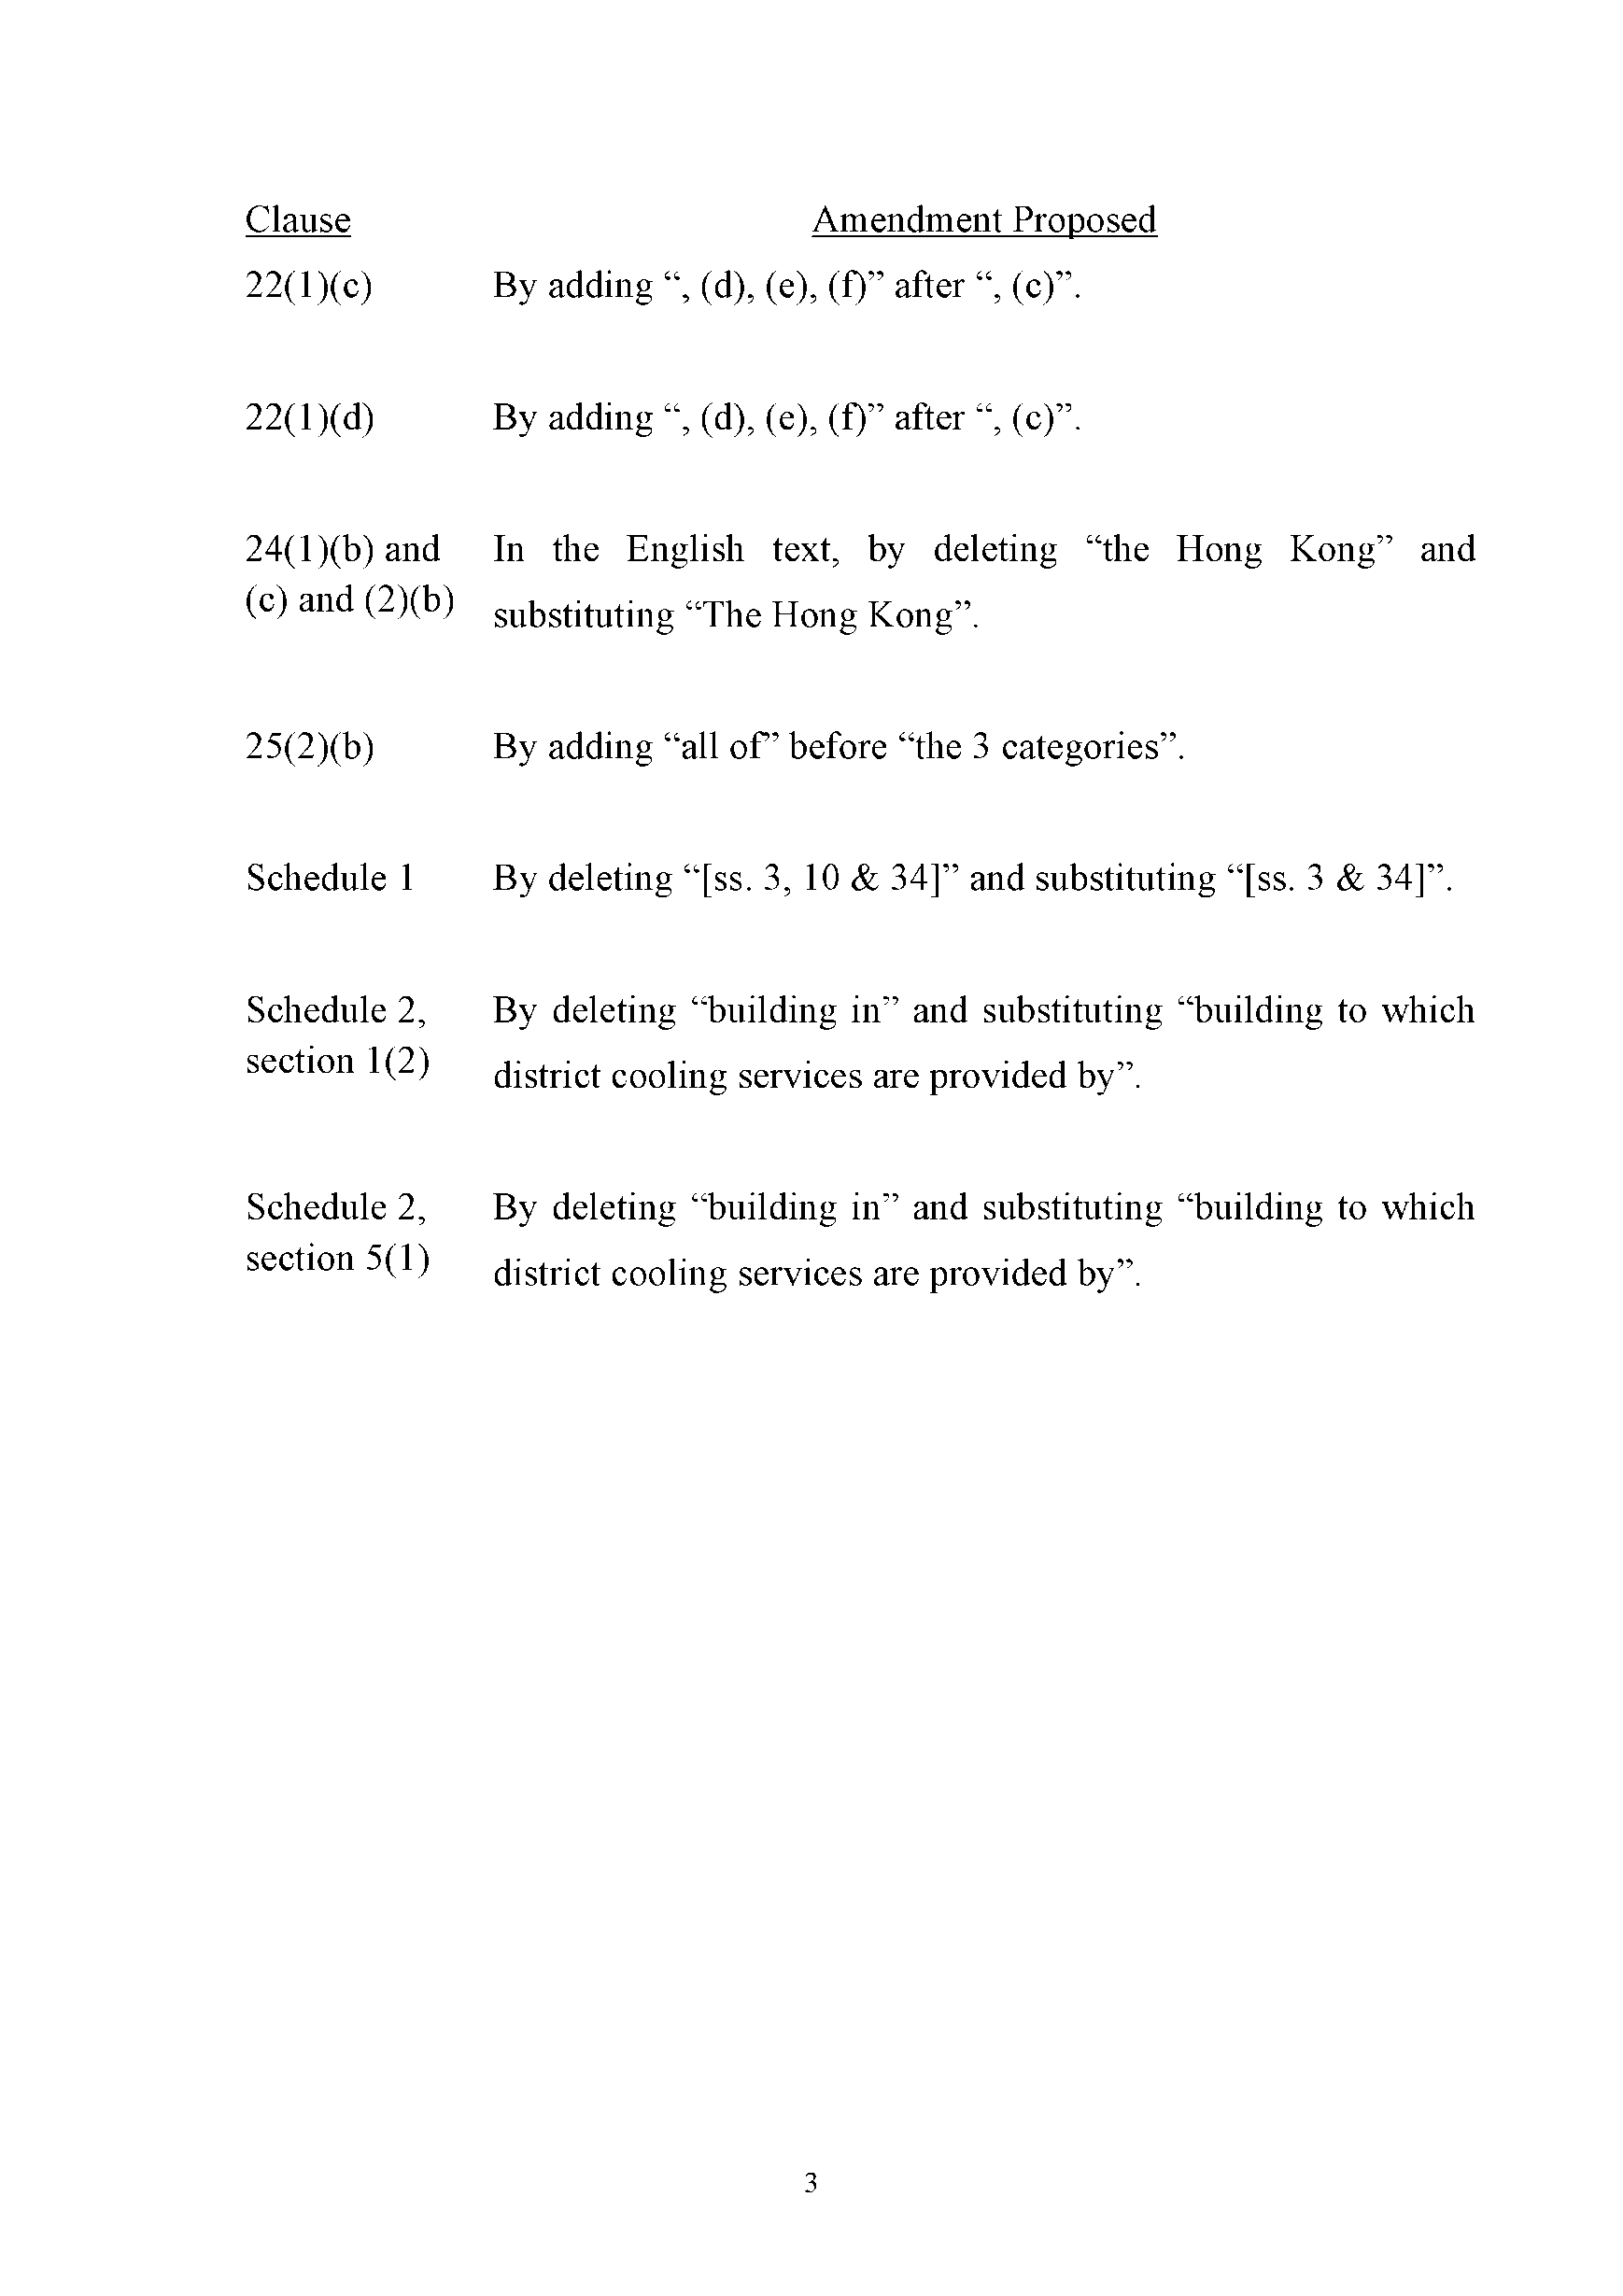 Clause Amendment Proposed
22(1)(c) By adding “, (d), (e), (f)” after “, (c)”.
22(1)(d) By adding “, (d), (e), (f)” after “, (c)”.
24(1)(b) and In the English text, by deleting “the Hong Kong” and
(c) and (2)(b) substituting “The Hong Kong”.
25(2)(b) By adding “all of” before “the 3 categories”.
Schedule 1 By deleting “[ss. 3, 10 & 34]” and substituting “[ss. 3 & 34]”.
Schedule 2, By deleting “building in” and substituting “building to which
section 1(2) district cooling services are provided by”.
Schedule 2, By deleting “building in” and substituting “building to which
section 5(1) district cooling services are provided by”.
3